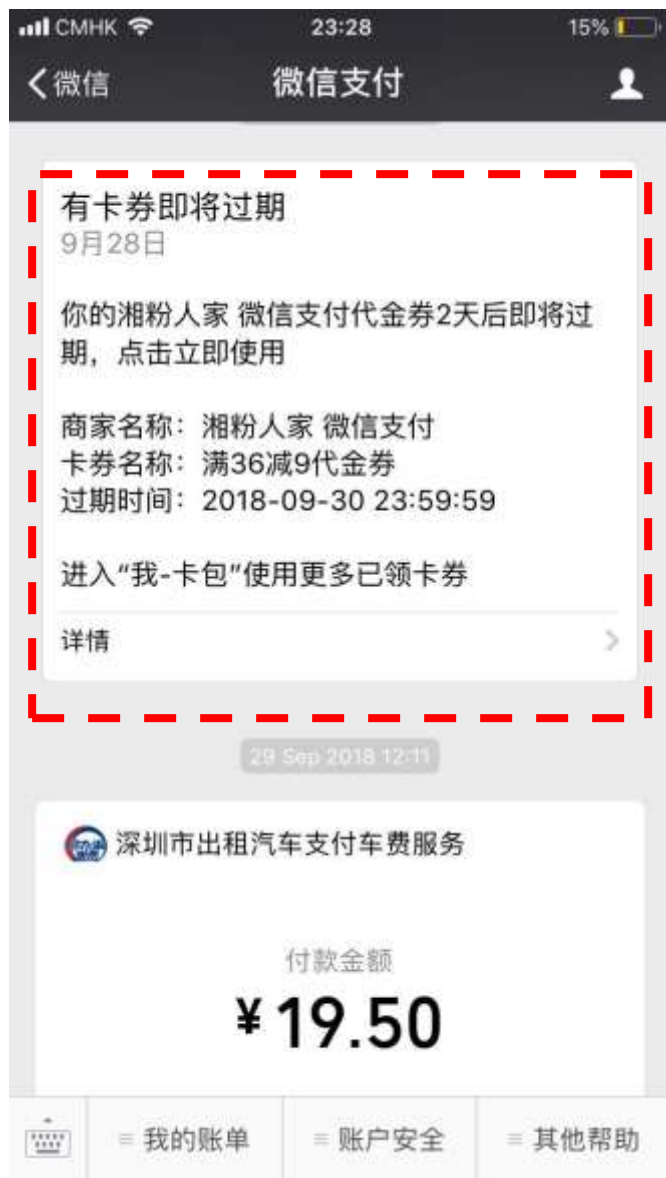 CMHK 23:28 15%
微信 微信支付
有卡券即将过期
9月28日
你的湘粉人家 微信支付代金券2天后即将过
期，点击立即使用
商家名称：湘粉人家 微信支付
卡券名称：满36减9代金券
过期时间：2018-09-30 23:59:59
进入“我-卡包”使用更多已领卡券
详情
29 Sep 2018 12:11
深圳市出租汽车支付车费服务
付款金额
¥19.50
我的账单 账户安全 其他帮助